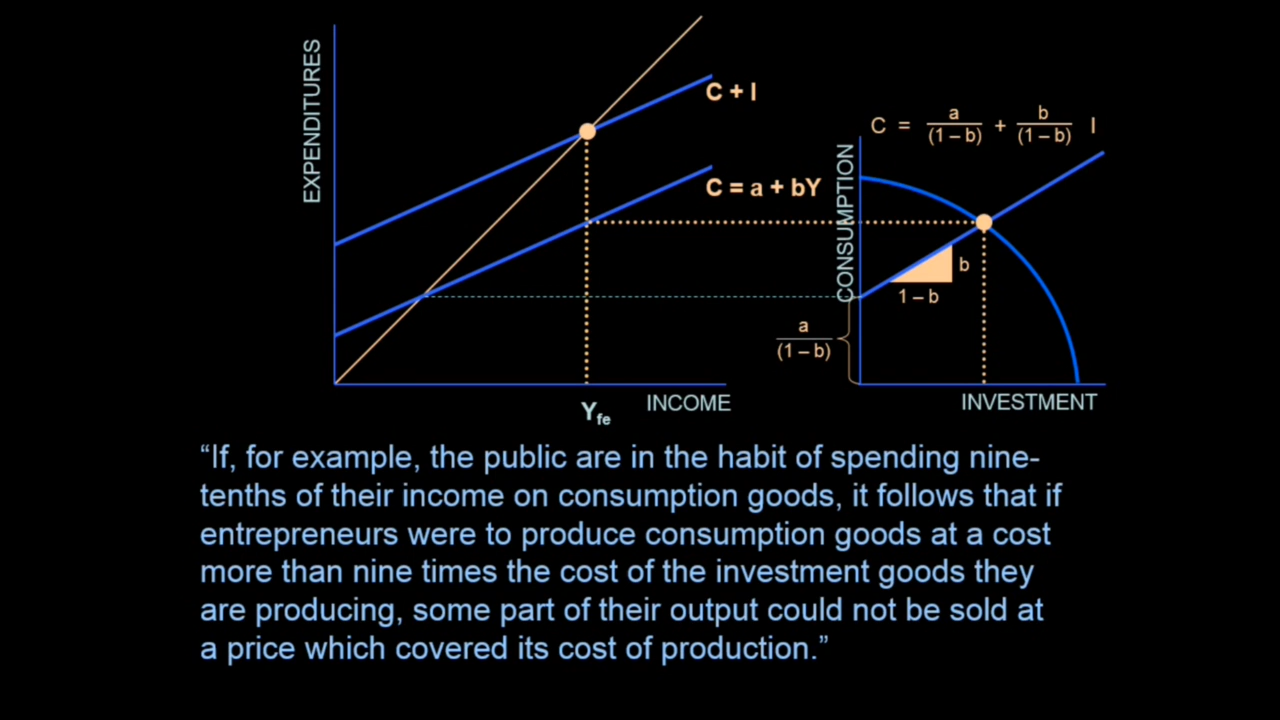 EXPENDITURES
C + I
C = a + bY
Y fe
INCOME
C = a/(1 – b) + b/(1 – b) I
CONSUMPTION
b
1 – b
a
(1 – b)
INVESTMENT
“If, for example, the public are in the habit of spending nine-
tenths of their income on consumption goods, it follows that if
entrepreneurs were to produce consumption goods at a cost
more than nine times the cost of the investment goods they
are producing, some part of their output could not be sold at
a price which covered its cost of production.”